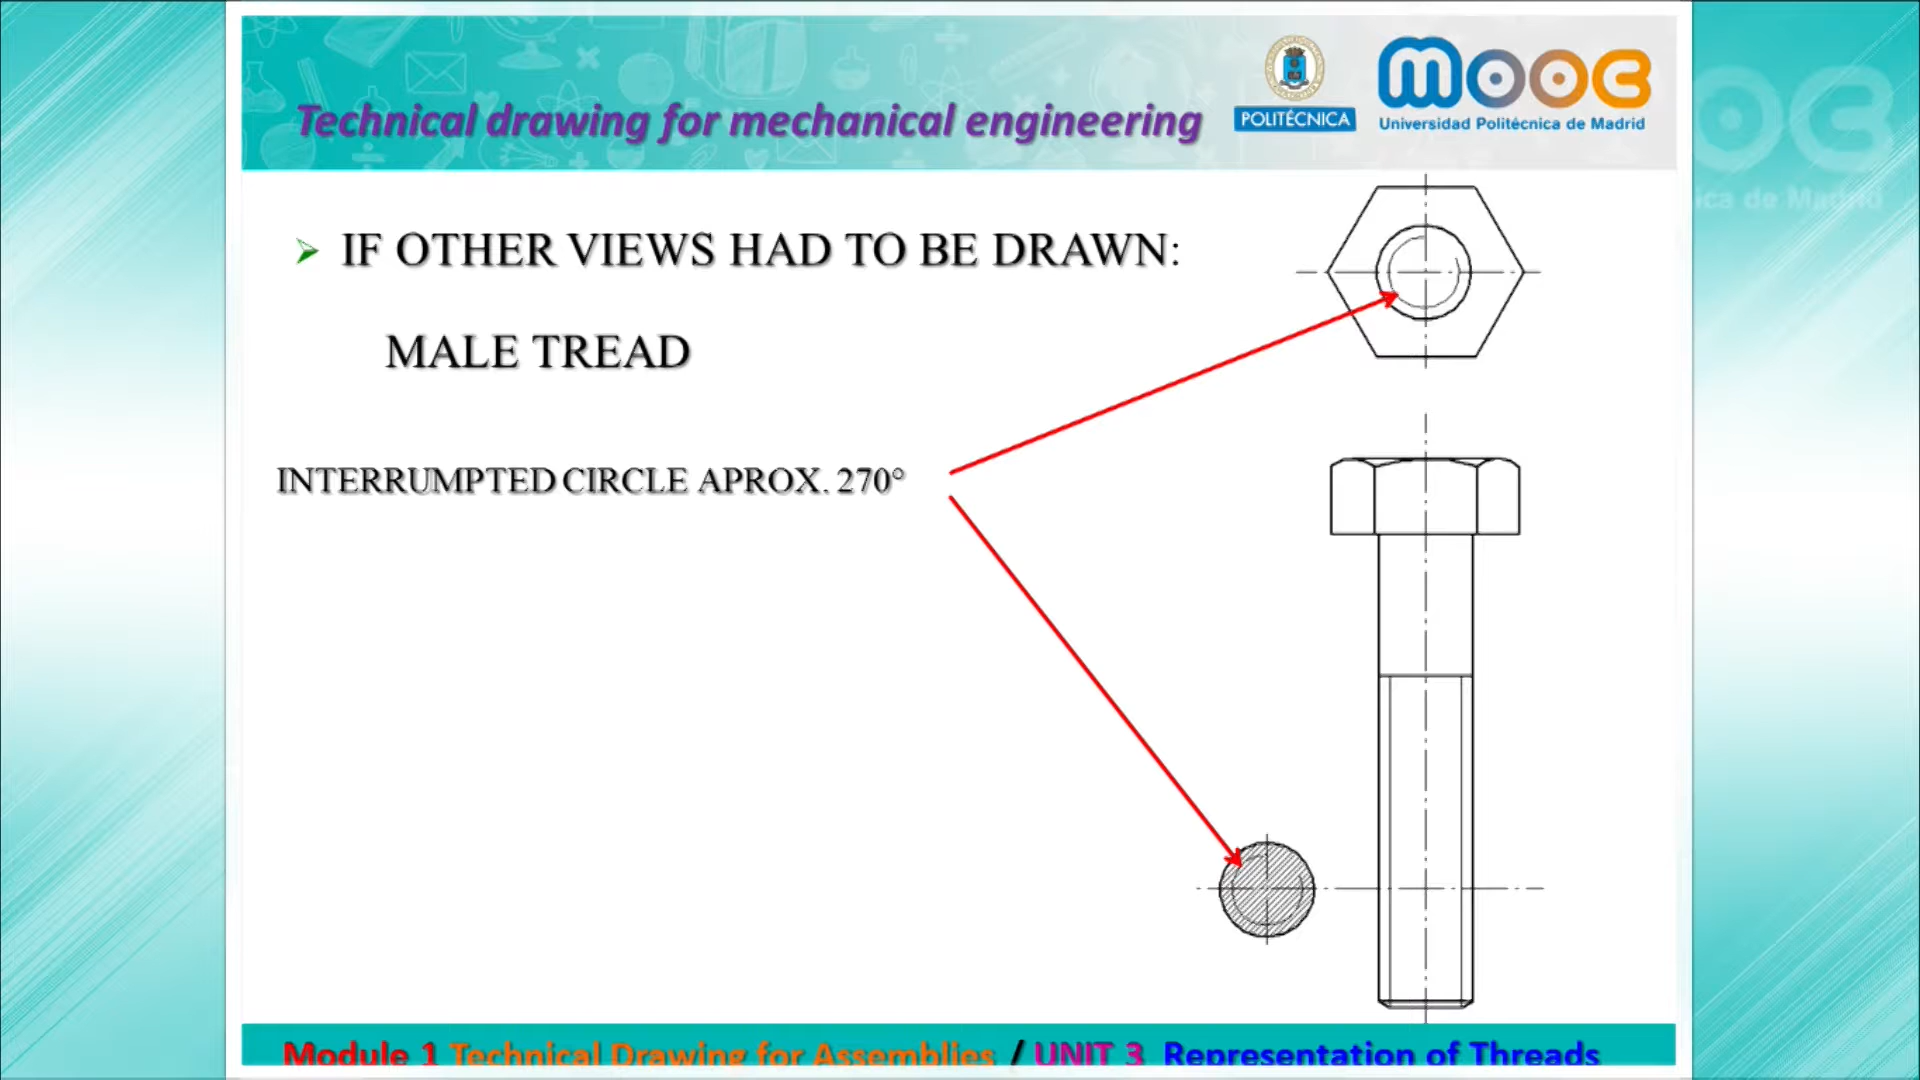 Technical drawing for mechanical engineering
POLITÉCNICA
mooc
Universidad Politécnica de Madrid
IF OTHER VIEWS HAD TO BE DRAWN:
MALE TREAD
INTERRUMPTED CIRCLE APROX. 270°
Module 1 Technical Drawing for Assemblies / UNIT 3 Representation of Threads